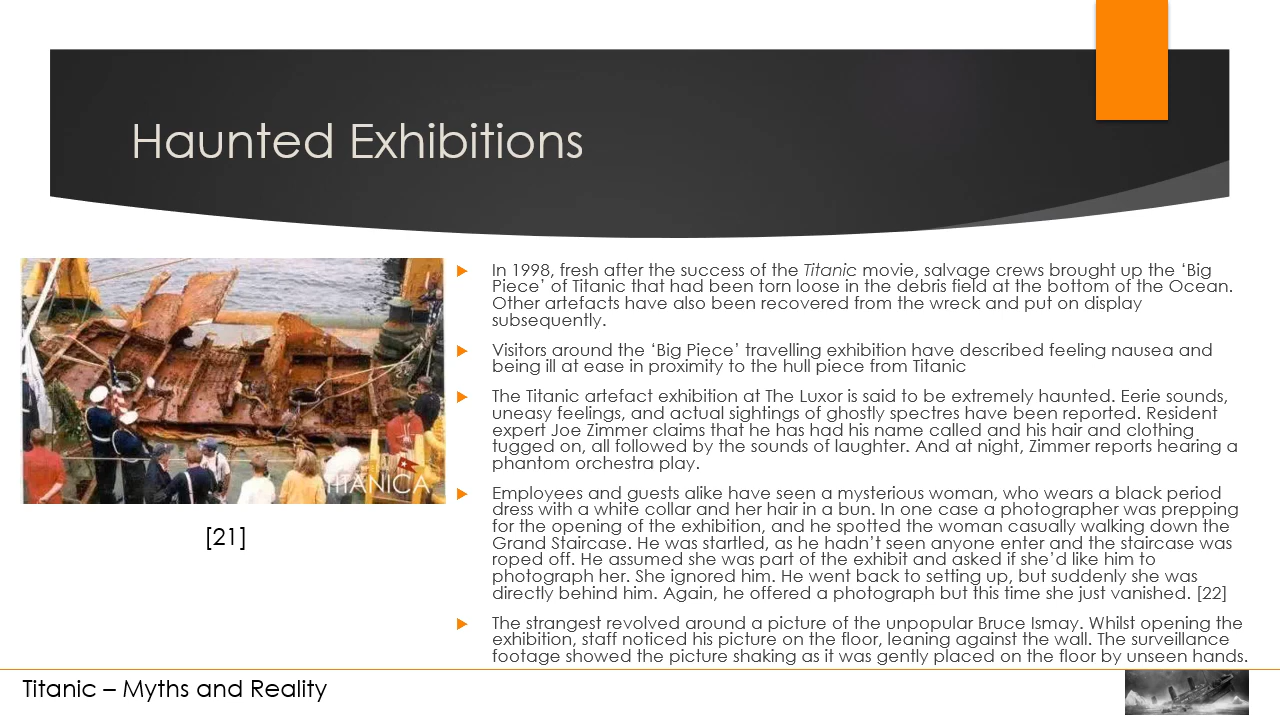 Haunted Exhibitions
In 1998, fresh after the success of the Titanic movie, salvage crews brought up the ‘Big
Piece’ of Titanic that had been torn loose in the debris field at the bottom of the Ocean.
Other artefacts have also been recovered from the wreck and put on display
subsequently.
Visitors around the ‘Big Piece’ travelling exhibition have described feeling nausea and
being ill at ease in proximity to the hull piece from Titanic
The Titanic artefact exhibition at The Luxor is said to be extremely haunted. Eerie sounds,
uneasy feelings, and actual sightings of ghostly spectres have been reported. Resident
expert Joe Zimmer claims that he has had his name called and his hair and clothing
tugged on, all followed by the sounds of laughter. And at night, Zimmer reports hearing a
phantom orchestra play.
Employees and guests alike have seen a mysterious woman, who wears a black period
dress with a white collar and her hair in a bun. In one case a photographer was prepping
for the opening of the exhibition, and he spotted the woman casually walking down the
Grand Staircase. He was startled, as he hadn’t seen anyone enter and the staircase was
roped off. He assumed she was part of the exhibit and asked if she’d like him to
photograph her. She ignored him. He went back to setting up, but suddenly she was
directly behind him. Again, he offered a photograph but this time she just vanished. [22]
The strangest revolved around a picture of the unpopular Bruce Ismay. Whilst opening the
exhibition, staff noticed his picture on the floor, leaning against the wall. The surveillance
footage showed the picture shaking as it was gently placed on the floor by unseen hands.
TITANICA
[21]
Titanic – Myths and Reality